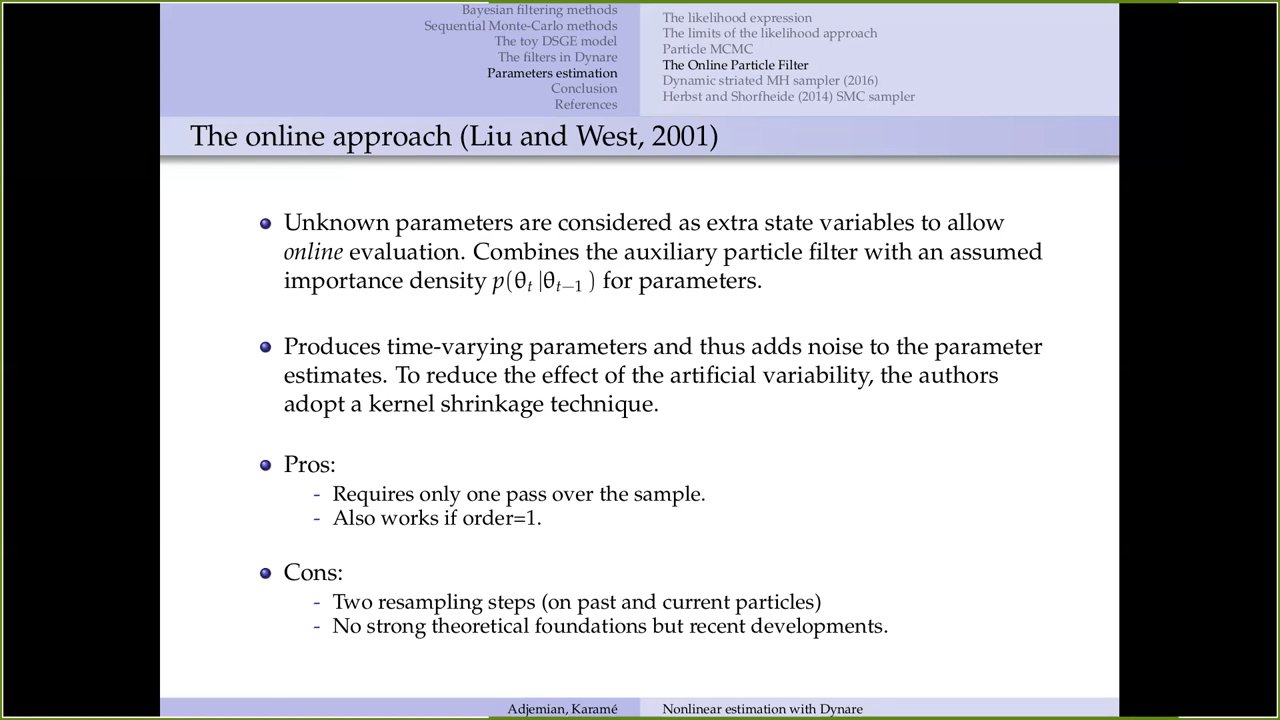 Bayesian filtering methods
Sequential Monte-Carlo methods
The toy DSGE model
The filters in Dynare
Parameters estimation
Conclusion
References
The likelihood expression
The limits of the likelihood approach
Particle MCMC
The Online Particle Filter
Dynamic striated MH sampler (2016)
Herbst and Shorfheide (2014) SMC sampler
The online approach (Liu and West, 2001)
Unknown parameters are considered as extra state variables to allow
online evaluation. Combines the auxiliary particle filter with an assumed
importance density p(θₜ |θₜ₋₁ ) for parameters.
Produces time-varying parameters and thus adds noise to the parameter
estimates. To reduce the effect of the artificial variability, the authors
adopt a kernel shrinkage technique.
Pros:
- Requires only one pass over the sample.
- Also works if order=1.
Cons:
- Two resampling steps (on past and current particles)
- No strong theoretical foundations but recent developments.
Adjemian, Karamé
Nonlinear estimation with Dynare